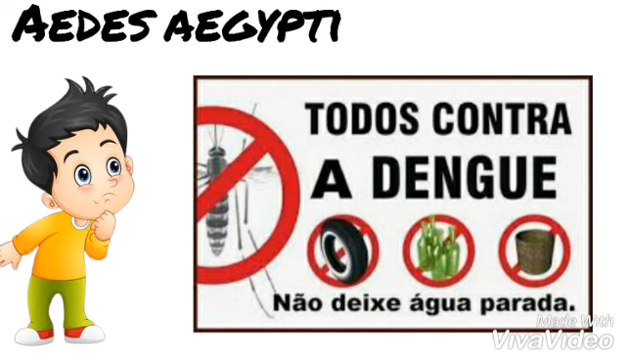 AEDES AEGYPTI
TODOS CONTRA
A DENGUE
Não deixe água parada.
Made With
VivaVideo